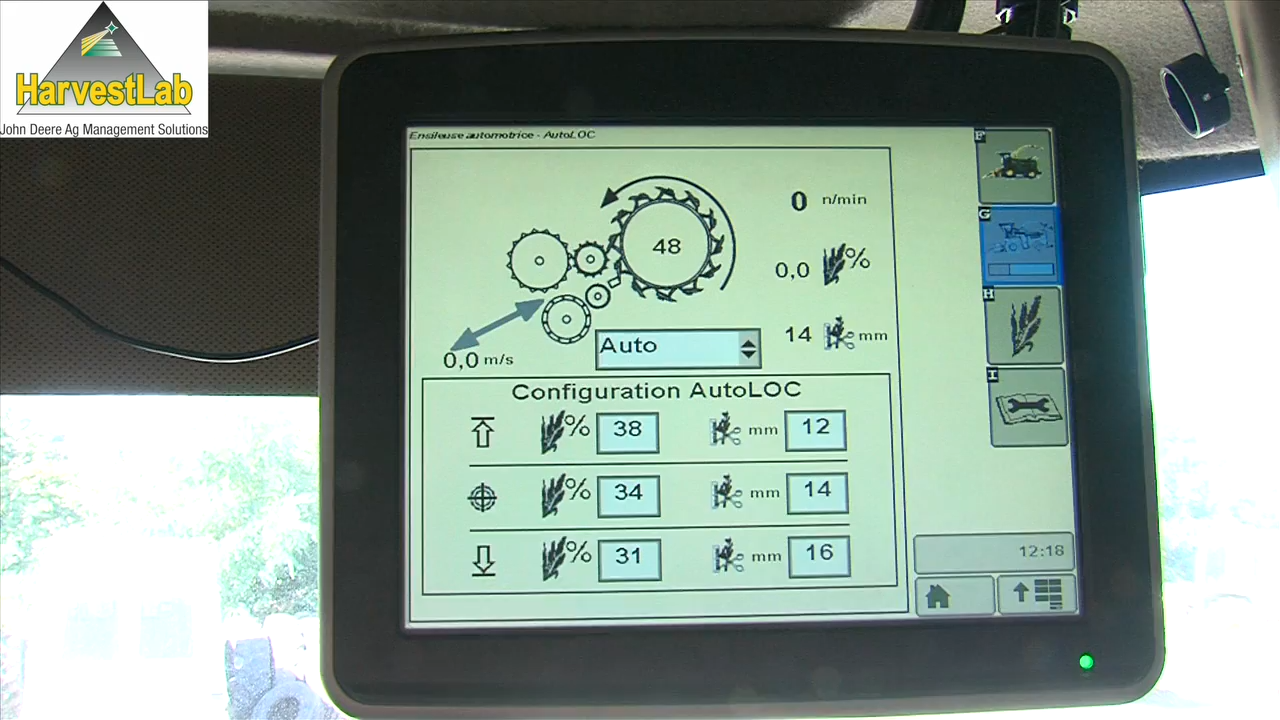 HarvestLab
John Deere Ag Management Solutions
Ensileuse automotrice - AutoLOC
F
48
0 n/min
G
0,0 %
H
14 mm
Auto
0,0 m/s
I
Configuration AutoLOC
% 38 mm 12
% 34 mm 14
% 31 mm 16
12:18